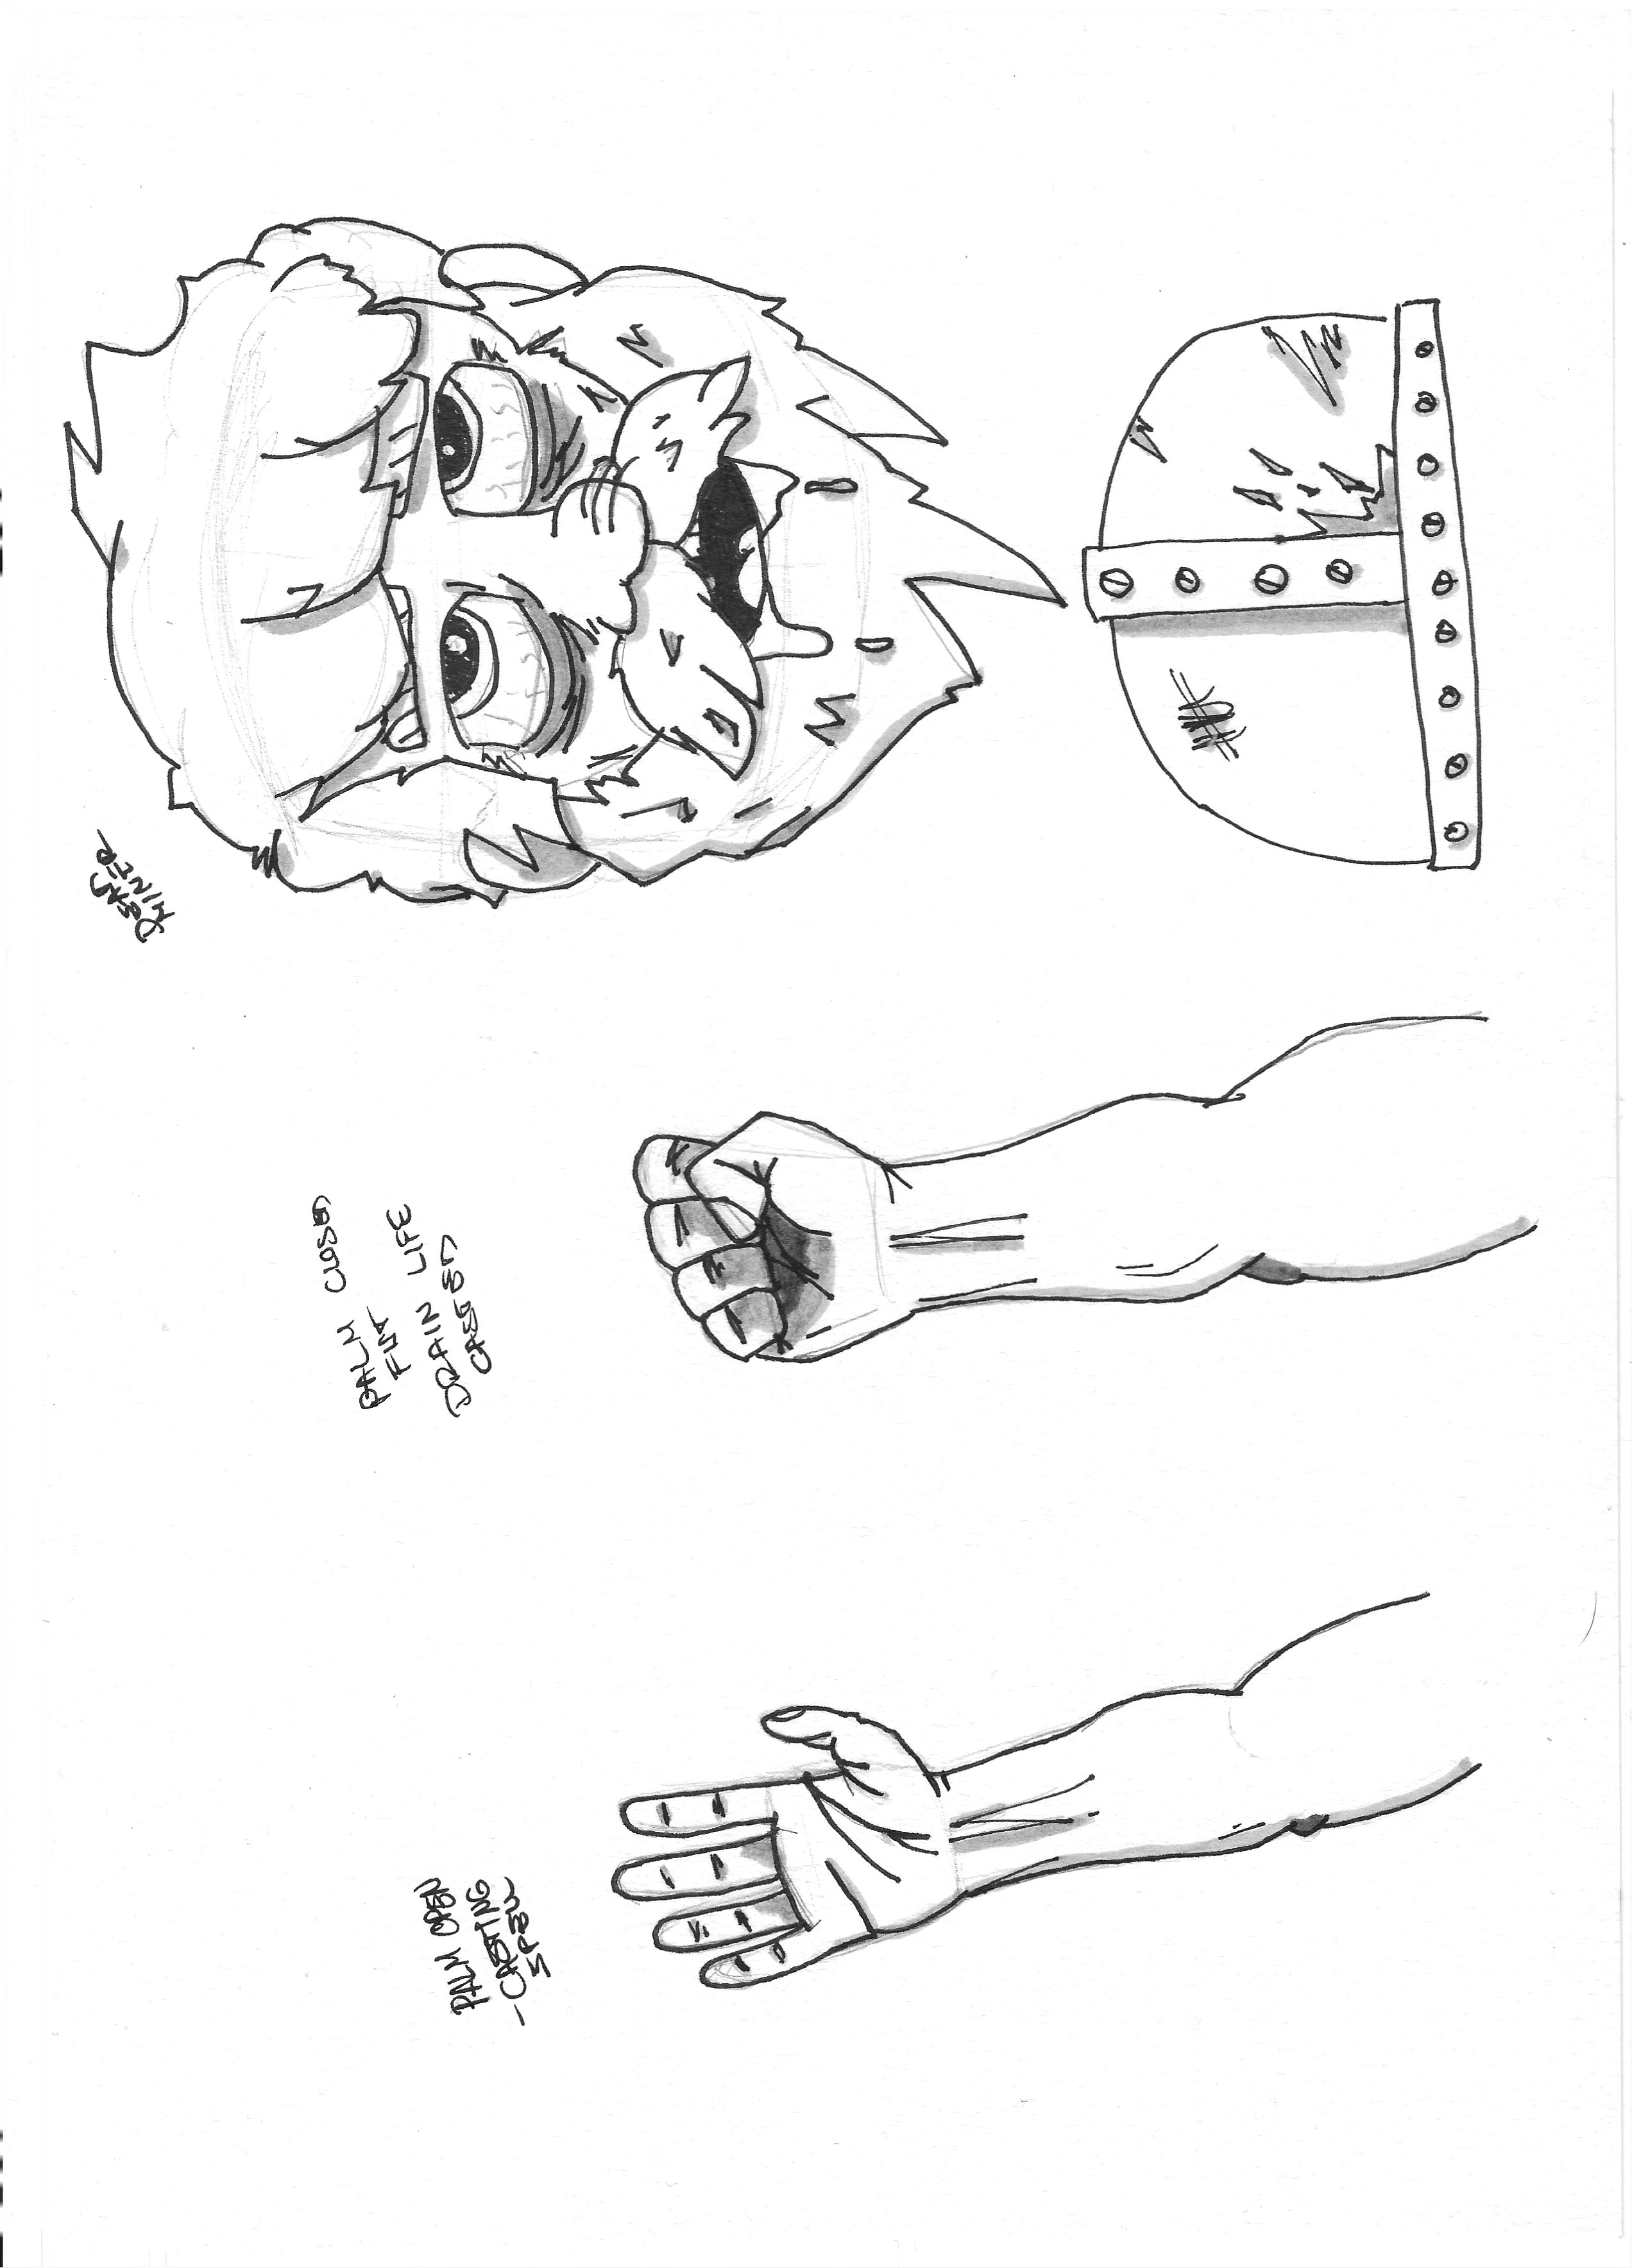 PALM OPEN
- CASTING
SPELL
PALM CLOSED
FIST
DRAIN LIFE
CASTED
DEAD
MINER